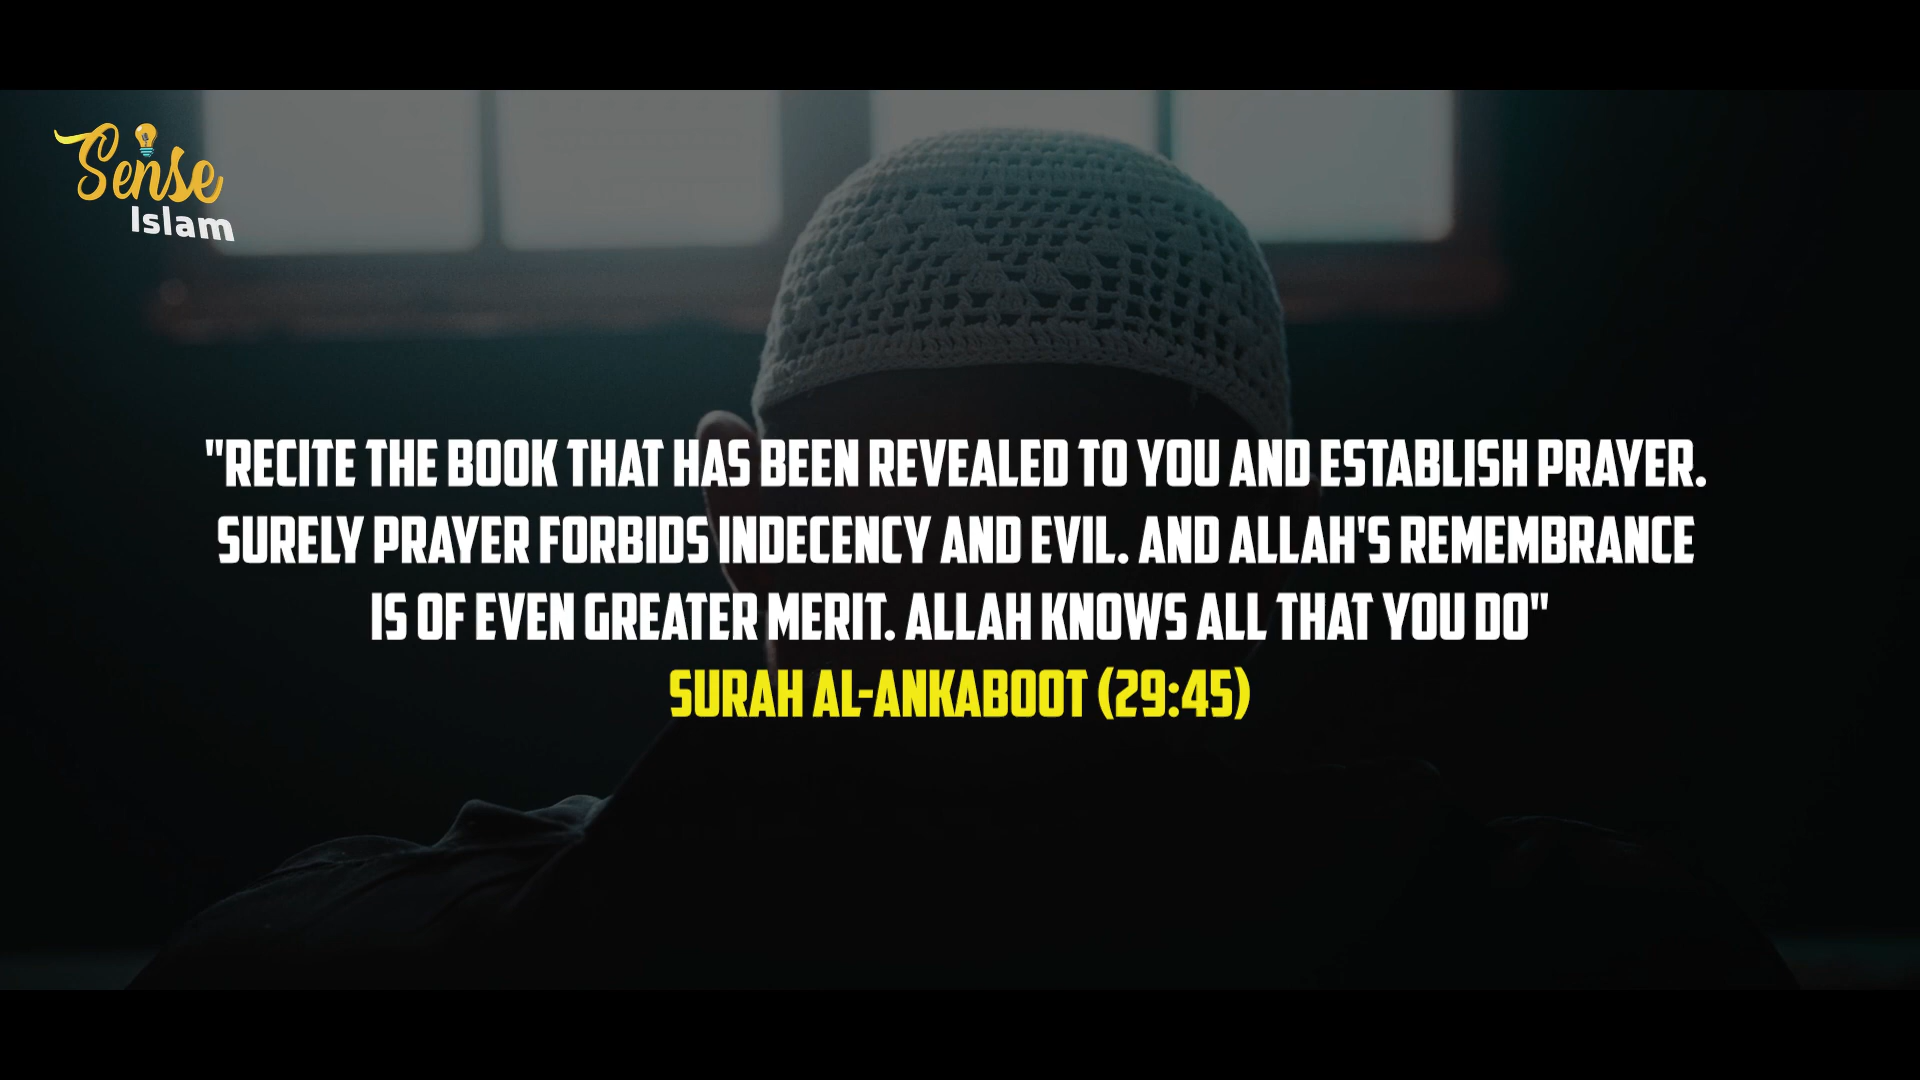 Sense
Islam
"RECITE THE BOOK THAT HAS BEEN REVEALED TO YOU AND ESTABLISH PRAYER.
SURELY PRAYER FORBIDS INDECENCY AND EVIL. AND ALLAH'S REMEMBRANCE
IS OF EVEN GREATER MERIT. ALLAH KNOWS ALL THAT YOU DO"
SURAH AL-ANKABOOT (29:45)